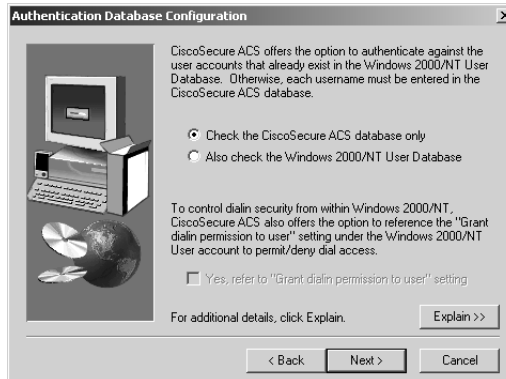 Authentication Database Configuration
CiscoSecure ACS offers the option to authenticate against the
user accounts that already exist in the Windows 2000/NT User
Database. Otherwise, each username must be entered in the
CiscoSecure ACS database.
Check the CiscoSecure ACS database only
Also check the Windows 2000/NT User Database
To control dialin security from within Windows 2000/NT,
CiscoSecure ACS also offers the option to reference the "Grant
dialin permission to user" setting under the Windows 2000/NT
User account to permit/deny dial access.
Yes, refer to "Grant dialin permission to user" setting
For additional details, click Explain.
Explain >>
< Back
Next >
Cancel